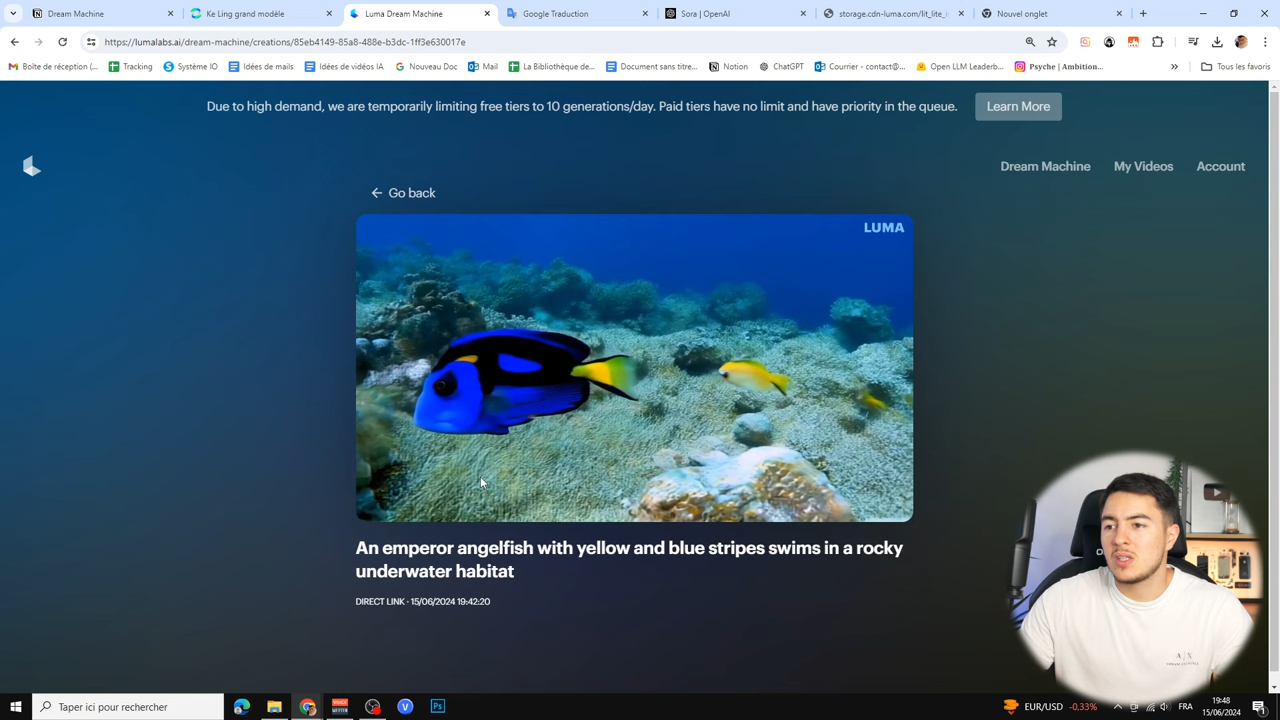 Dream Machine
Ke Ling grand modèle
Luma Dream Machine
Google Traduction
Sora | OpenAI
storage.cdn-luma.com/lit_lite_i
Nouvel onglet
https://lumalabs.ai/dream-machine/creations/85eb4149-85a8-488e-b3dc-1ff3e630017e
Boîte de réception (...
Tracking
Système IO
Idées de mails
Idées de vidéos IA
Nouveau Doc
Mail
La Bibliothèque de...
Document sans titre...
Notion
ChatGPT
Courrier - contact@...
Open LLM Leaderb...
Psyche | Ambition...
Tous les favoris
Due to high demand, we are temporarily limiting free tiers to 10 generations/day. Paid tiers have no limit and have priority in the queue.
Learn More
Dream Machine
My Videos
Account
Go back
LUMA
An emperor angelfish with yellow and blue stripes swims in a rocky
underwater habitat
DIRECT LINK · 15/06/2024 19:42:20
A|X
Taper ici pour rechercher
V
Ps
EUR/USD -0,33%
FRA
19:48
15/06/2024